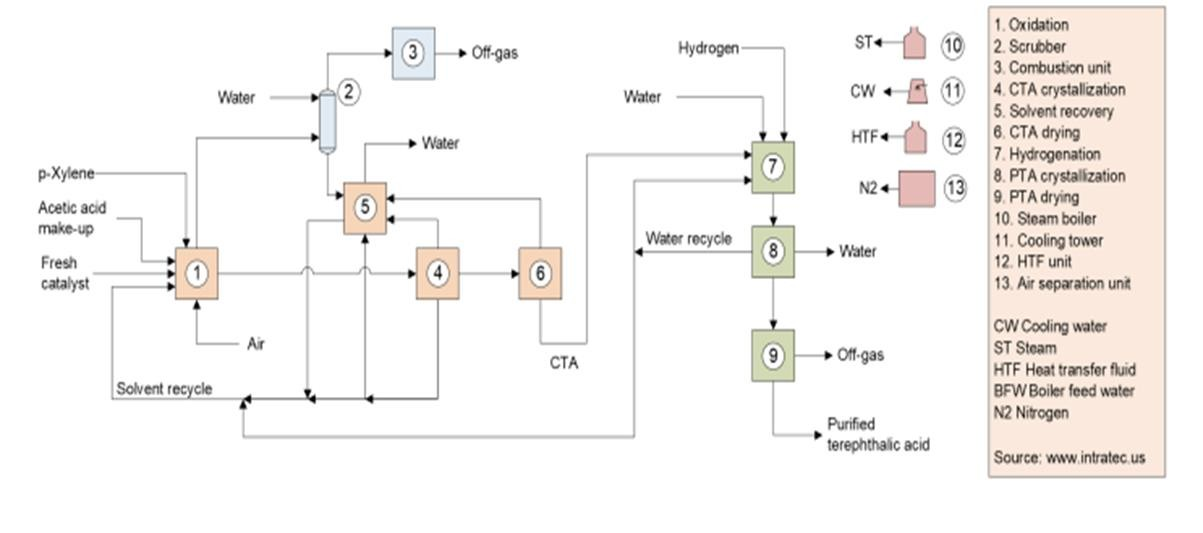 Hydrogen
3
Off-gas
ST
10
Water
2
Water
CW
11
Water
HTF
12
7
p-Xylene
N2
13
Acetic acid
make-up
5
Water recycle
8
Water
Fresh
catalyst
1
4
6
Air
CTA
9
Off-gas
Solvent recycle
Purified
terephthalic acid
1. Oxidation
2. Scrubber
3. Combustion unit
4. CTA crystallization
5. Solvent recovery
6. CTA drying
7. Hydrogenation
8. PTA crystallization
9. PTA drying
10. Steam boiler
11. Cooling tower
12. HTF unit
13. Air separation unit
CW Cooling water
ST Steam
HTF Heat transfer fluid
BFW Boiler feed water
N2 Nitrogen
Source: www.intratec.us